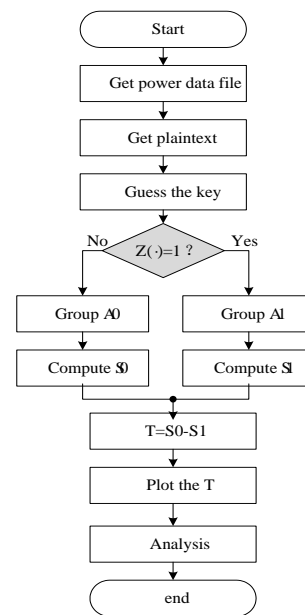 Start
Get power data file
Get plaintext
Guess the key
Z(·)=1 ?
No
Yes
Group A0
Group A1
Compute S0
Compute S1
T=S0-S1
Plot the T
Analysis
end